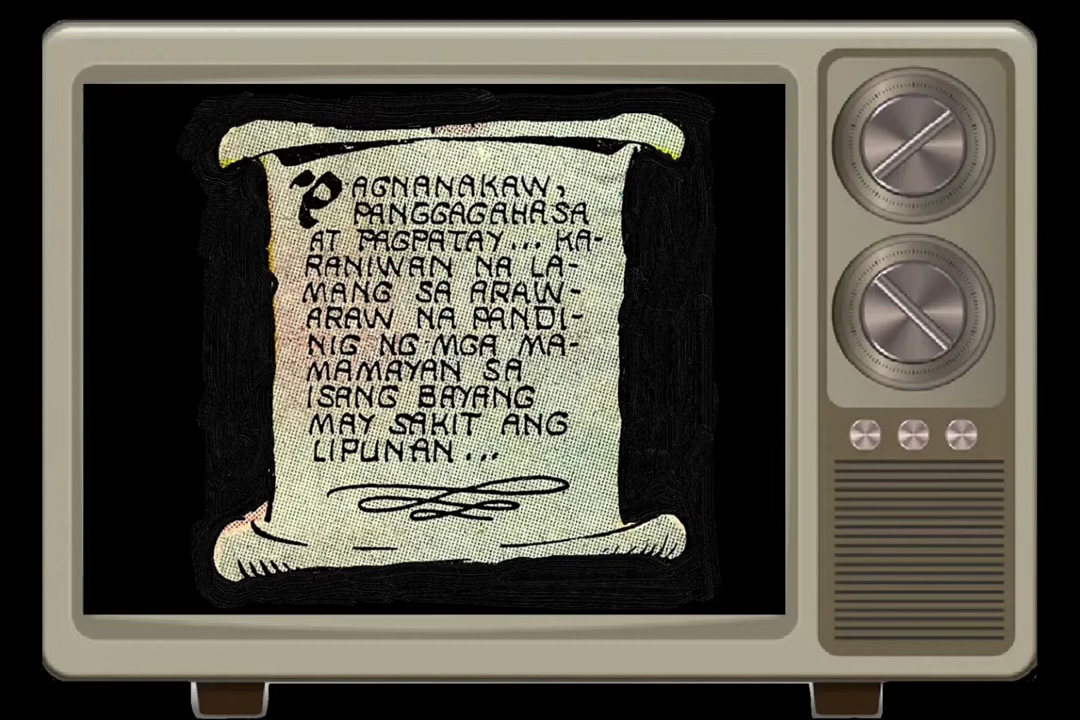 PAGNANAKAW,
PANGGAGAHASA
AT PAGPATAY... KA-
RANIWAN NA LA-
MANG SA ARAW-
ARAW NA PANDI-
NIG NG MGA MA-
MAMAYAN SA
ISANG BAYANG
MAY SAKIT ANG
LIPUNAN...